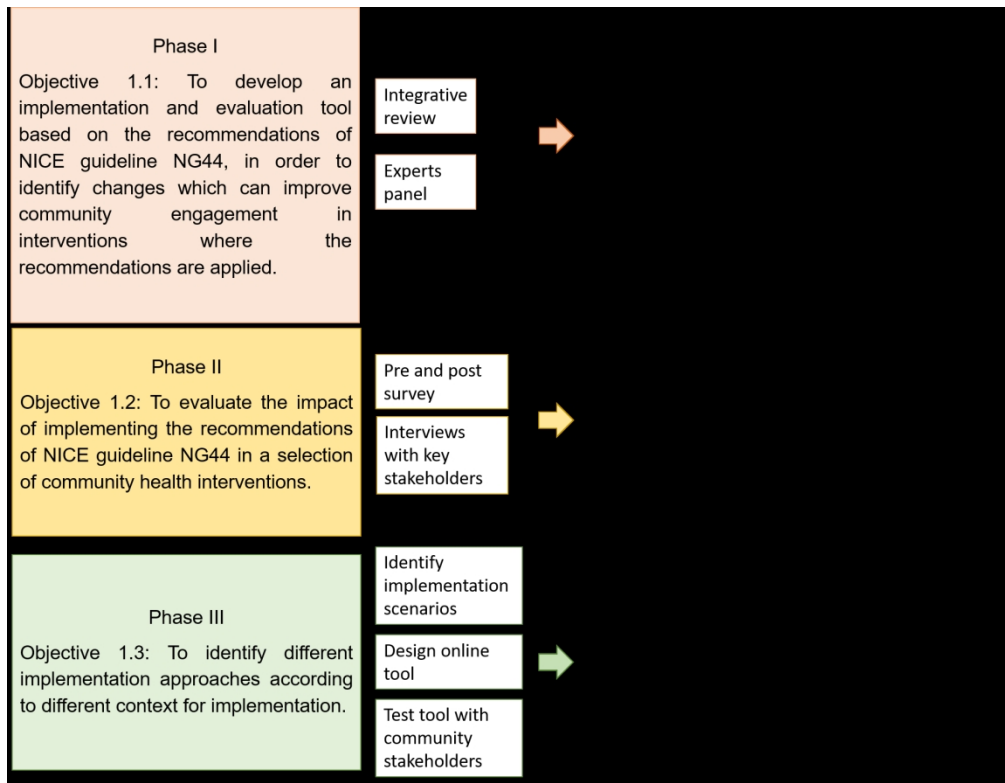 Phase I
Objective 1.1: To develop an
implementation and evaluation tool
based on the recommendations of
NICE guideline NG44, in order to
identify changes which can improve
community engagement in
interventions where the
recommendations are applied.
Integrative
review
Experts
panel
Phase II
Objective 1.2: To evaluate the impact
of implementing the recommendations
of NICE guideline NG44 in a selection
of community health interventions.
Pre and post
survey
Interviews
with key
stakeholders
Phase III
Objective 1.3: To identify different
implementation approaches according
to different context for implementation.
Identify
implementation
scenarios
Design online
tool
Test tool with
community
stakeholders